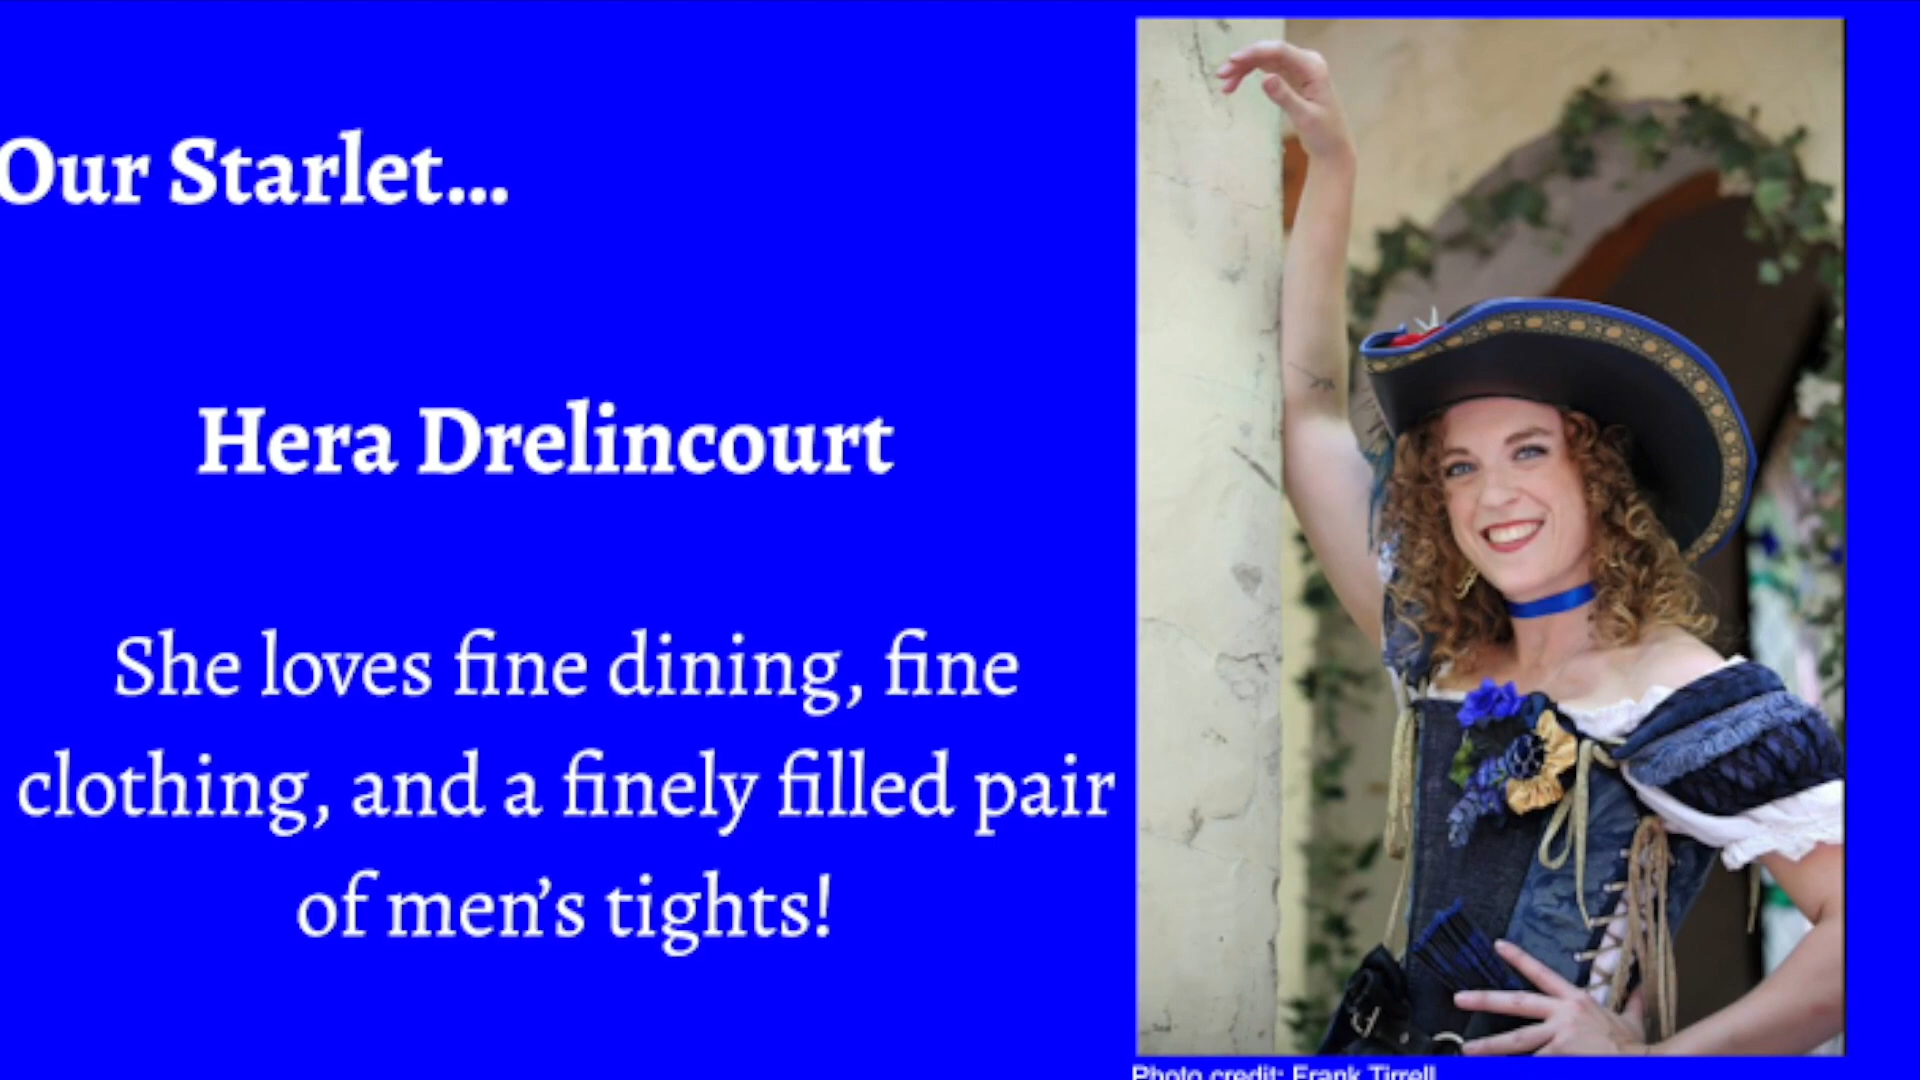 Our Starlet...
Hera Drelincourt
She loves fine dining, fine
clothing, and a finely filled pair
of men’s tights!
Photo credit: Frank Tirrell